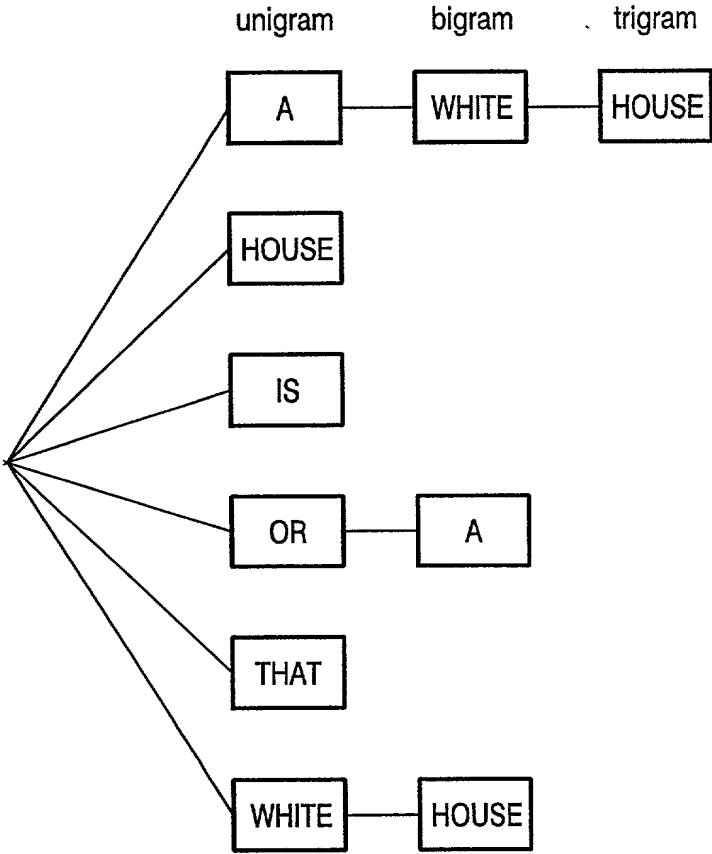 unigram bigram trigram
A WHITE HOUSE
HOUSE
IS
OR A
THAT
WHITE HOUSE